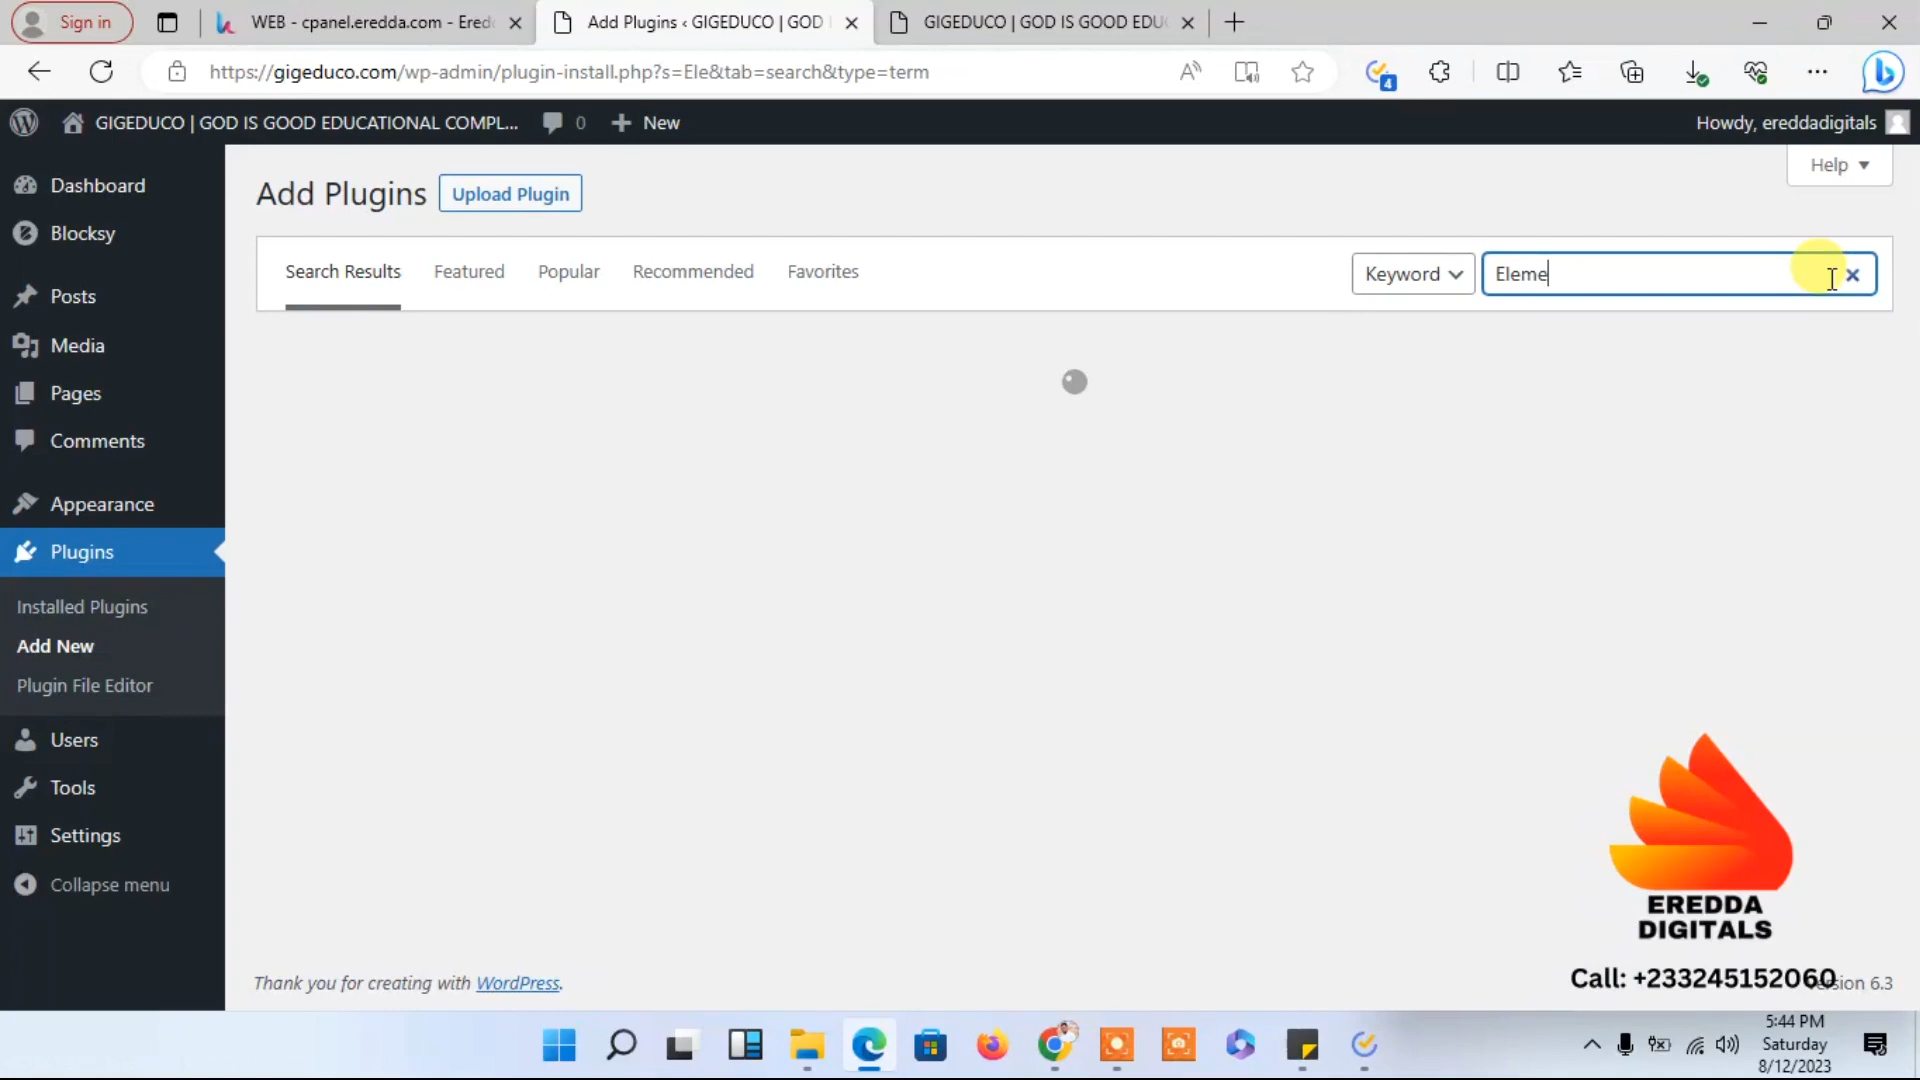 Sign in
WEB - cpanel.eredda.com - Ered
Add Plugins ‹ GIGEDUCO | GOD
GIGEDUCO | GOD IS GOOD EDU
https://gigeduco.com/wp-admin/plugin-install.php?s=Ele&tab=search&type=term
4
GIGEDUCO | GOD IS GOOD EDUCATIONAL COMPL...
0
New
Howdy, ereddadigitals
Help
Dashboard
Blocksy
Posts
Media
Pages
Comments
Appearance
Plugins
Installed Plugins
Add New
Plugin File Editor
Users
Tools
Settings
Collapse menu
Add Plugins
Upload Plugin
Search Results
Featured
Popular
Recommended
Favorites
Keyword
Eleme
EREDDA
DIGITALS
Call: +233245152060
Thank you for creating with WordPress.
6.3
5:44 PM
Saturday
8/12/2023